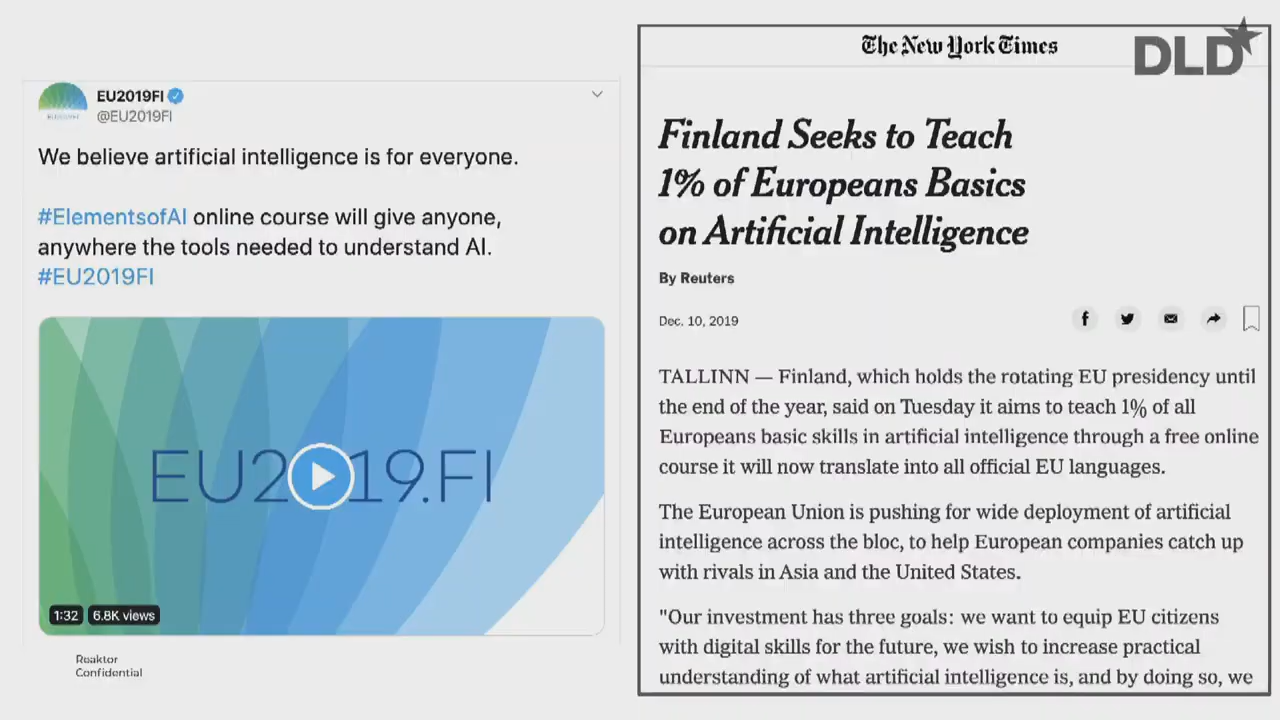 EU2019FI
@EU2019FI
We believe artificial intelligence is for everyone.
#ElementsofAI online course will give anyone,
anywhere the tools needed to understand AI.
#EU2019FI
EU2019.FI
1:32 6.8K views
Reaktor
Confidential
The New York Times
DLD
Finland Seeks to Teach
1% of Europeans Basics
on Artificial Intelligence
By Reuters
Dec. 10, 2019
TALLINN — Finland, which holds the rotating EU presidency until
the end of the year, said on Tuesday it aims to teach 1% of all
Europeans basic skills in artificial intelligence through a free online
course it will now translate into all official EU languages.
The European Union is pushing for wide deployment of artificial
intelligence across the bloc, to help European companies catch up
with rivals in Asia and the United States.
"Our investment has three goals: we want to equip EU citizens
with digital skills for the future, we wish to increase practical
understanding of what artificial intelligence is, and by doing so, we